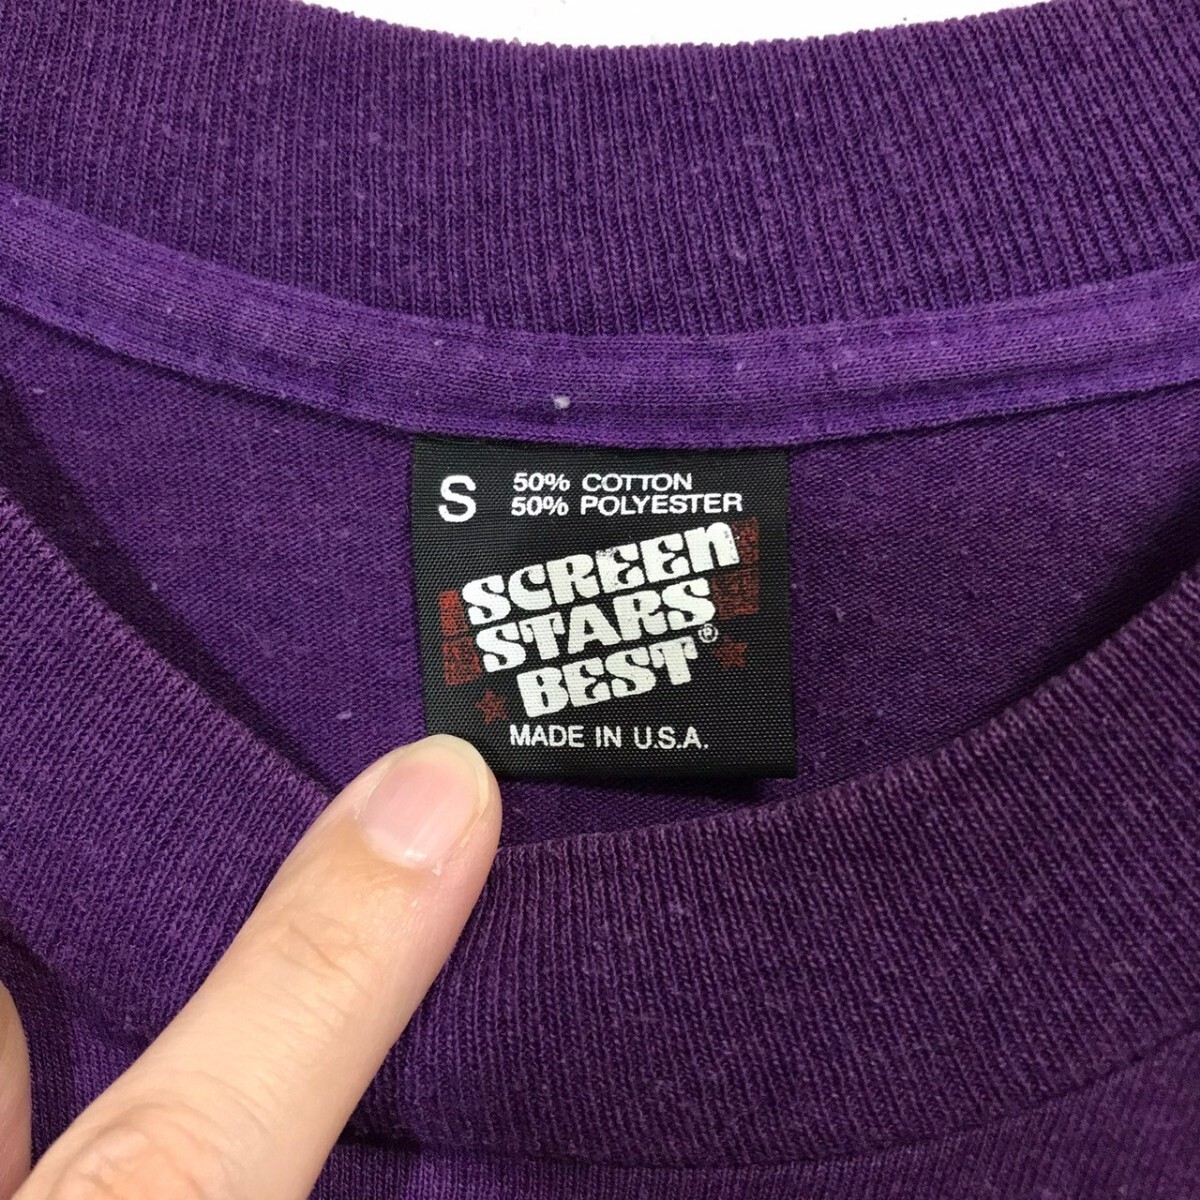 S 50% COTTON
50% POLYESTER
SCREEN
STARS
BEST®
MADE IN U.S.A.